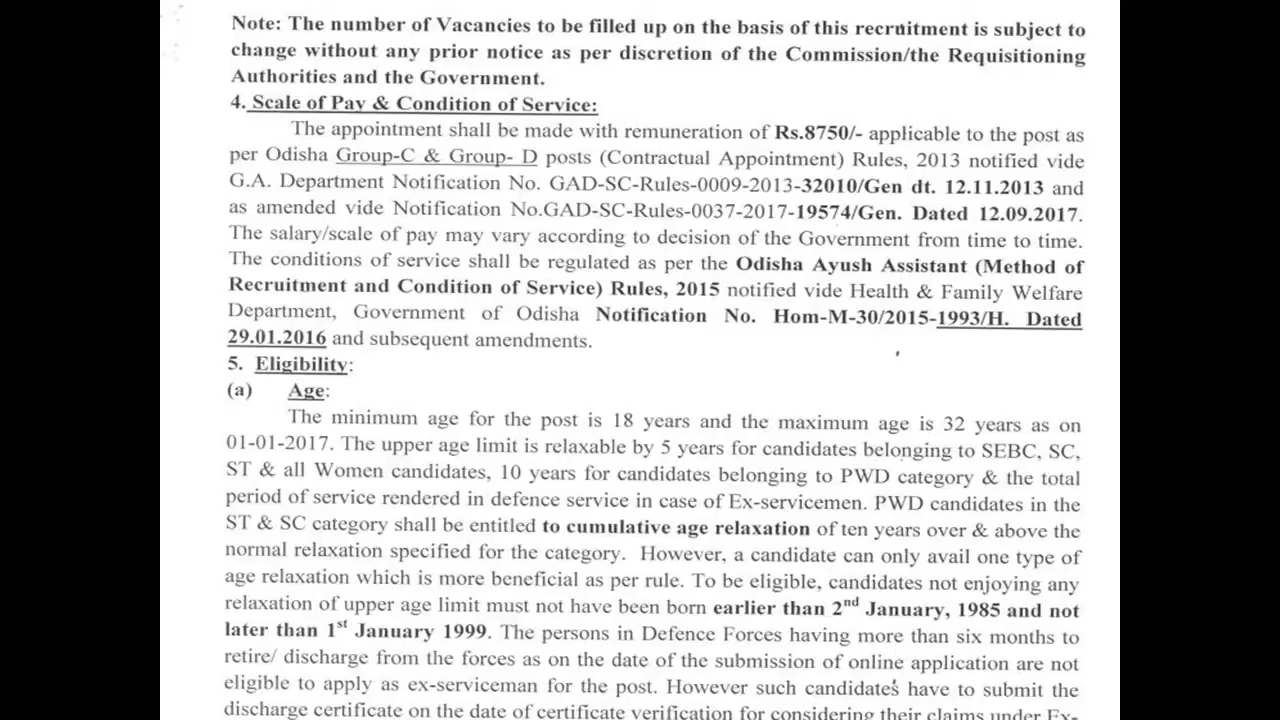 Note: The number of Vacancies to be filled up on the basis of this recruitment is subject to
change without any prior notice as per discretion of the Commission/the Requisitioning
Authorities and the Government.
4. Scale of Pay & Condition of Service:
The appointment shall be made with remuneration of Rs.8750/- applicable to the post as
per Odisha Group-C & Group- D posts (Contractual Appointment) Rules, 2013 notified vide
G.A. Department Notification No. GAD-SC-Rules-0009-2013-32010/Gen dt. 12.11.2013 and
as amended vide Notification No.GAD-SC-Rules-0037-2017-19574/Gen. Dated 12.09.2017.
The salary/scale of pay may vary according to decision of the Government from time to time.
The conditions of service shall be regulated as per the Odisha Ayush Assistant (Method of
Recruitment and Condition of Service) Rules, 2015 notified vide Health & Family Welfare
Department, Government of Odisha Notification No. Hom-M-30/2015-1993/H. Dated
29.01.2016 and subsequent amendments.
5. Eligibility:
(a) Age:
The minimum age for the post is 18 years and the maximum age is 32 years as on
01-01-2017. The upper age limit is relaxable by 5 years for candidates belonging to SEBC, SC,
ST & all Women candidates, 10 years for candidates belonging to PWD category & the total
period of service rendered in defence service in case of Ex-servicemen. PWD candidates in the
ST & SC category shall be entitled to cumulative age relaxation of ten years over & above the
normal relaxation specified for the category. However, a candidate can only avail one type of
age relaxation which is more beneficial as per rule. To be eligible, candidates not enjoying any
relaxation of upper age limit must not have been born earlier than 2nd January, 1985 and not
later than 1st January 1999. The persons in Defence Forces having more than six months to
retire/ discharge from the forces as on the date of the submission of online application are not
eligible to apply as ex-serviceman for the post. However such candidates have to submit the
discharge certificate on the date of certificate verification for considering their claims under Ex-